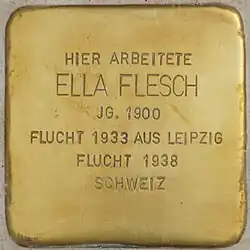 HIER ARBEITETE
ELLA FLESCH
JG. 1900
FLUCHT 1933 AUS LEIPZIG
FLUCHT 1938
SCHWEIZ